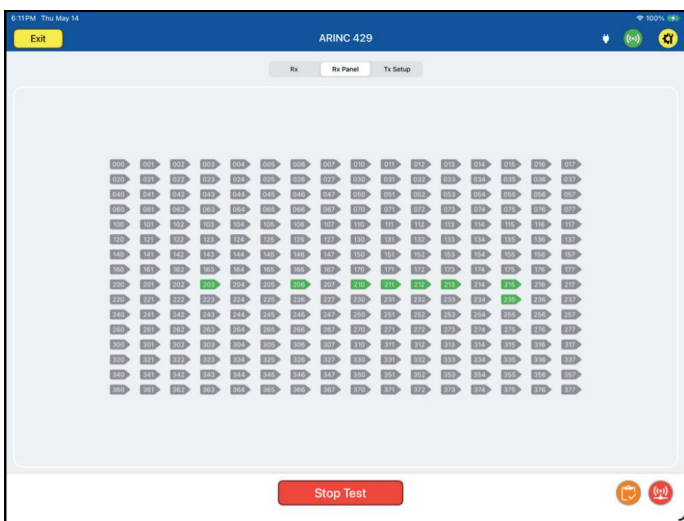 6:11PM Thu May 14
100%
Exit
ARINC 429
Rx Rx Panel Tx Setup
000 001 002 003 004 005 006 007 010 011 012 013 014 015 016 017
020 021 022 023 024 025 026 027 030 031 032 033 034 035 036 037
040 041 042 043 044 045 046 047 050 051 052 053 054 055 056 057
060 061 062 063 064 065 066 067 070 071 072 073 074 075 076 077
100 101 102 103 104 105 106 107 110 111 112 113 114 115 116 117
120 121 122 123 124 125 126 127 130 131 132 133 134 135 136 137
140 141 142 143 144 145 146 147 150 151 152 153 154 155 156 157
160 161 162 163 164 165 166 167 170 171 172 173 174 175 176 177
200 201 202 203 204 205 206 207 210 211 212 213 214 215 216 217
220 221 222 223 224 225 226 227 230 231 232 233 234 235 236 237
240 241 242 243 244 245 246 247 250 251 252 253 254 255 256 257
260 261 262 263 264 265 266 267 270 271 272 273 274 275 276 277
300 301 302 303 304 305 306 307 310 311 312 313 314 315 316 317
320 321 322 323 324 325 326 327 330 331 332 333 334 335 336 337
340 341 342 343 344 345 346 347 350 351 352 353 354 355 356 357
360 361 362 363 364 365 366 367 370 371 372 373 374 375 376 377
Stop Test